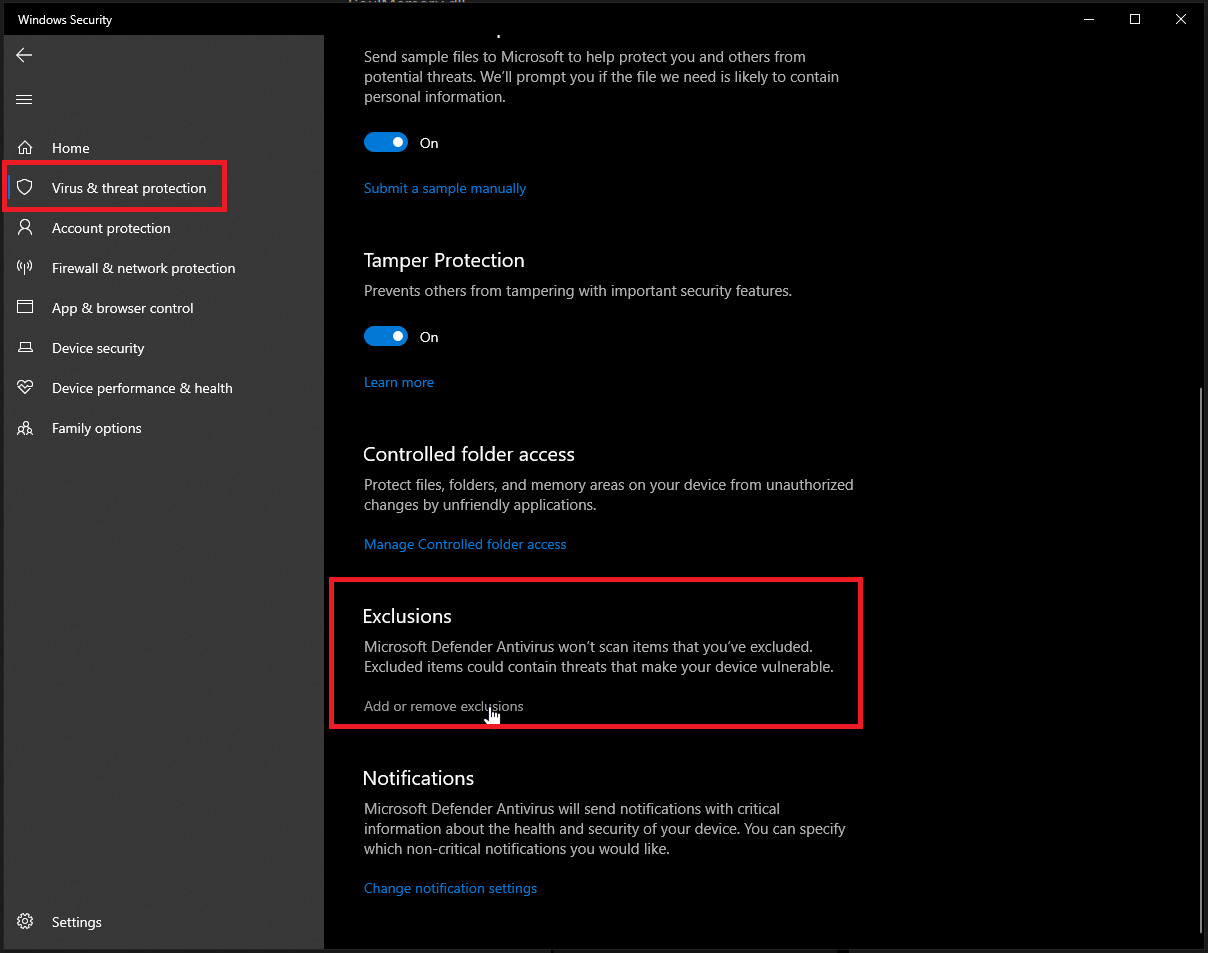 Windows Security
Home
Virus & threat protection
Account protection
Firewall & network protection
App & browser control
Device security
Device performance & health
Family options
Settings
Send sample files to Microsoft to help protect you and others from
potential threats. We’ll prompt you if the file we need is likely to contain
personal information.
On
Submit a sample manually
Tamper Protection
Prevents others from tampering with important security features.
On
Learn more
Controlled folder access
Protect files, folders, and memory areas on your device from unauthorized
changes by unfriendly applications.
Manage Controlled folder access
Exclusions
Microsoft Defender Antivirus won’t scan items that you’ve excluded.
Excluded items could contain threats that make your device vulnerable.
Add or remove exclusions
Notifications
Microsoft Defender Antivirus will send notifications with critical
information about the health and security of your device. You can specify
which non-critical notifications you would like.
Change notification settings